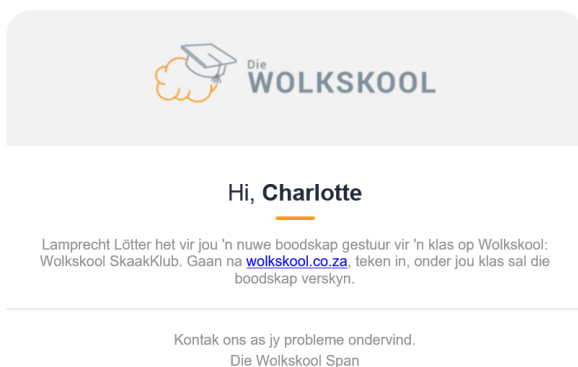 Die
WOLKSKOOL
Hi, Charlotte
Lamprecht Lötter het vir jou 'n nuwe boodskap gestuur vir 'n klas op Wolkskool:
Wolkskool SkaakKlub. Gaan na wolkskool.co.za, teken in, onder jou klas sal die
boodskap verskyn.
Kontak ons as jy probleme ondervind.
Die Wolkskool Span